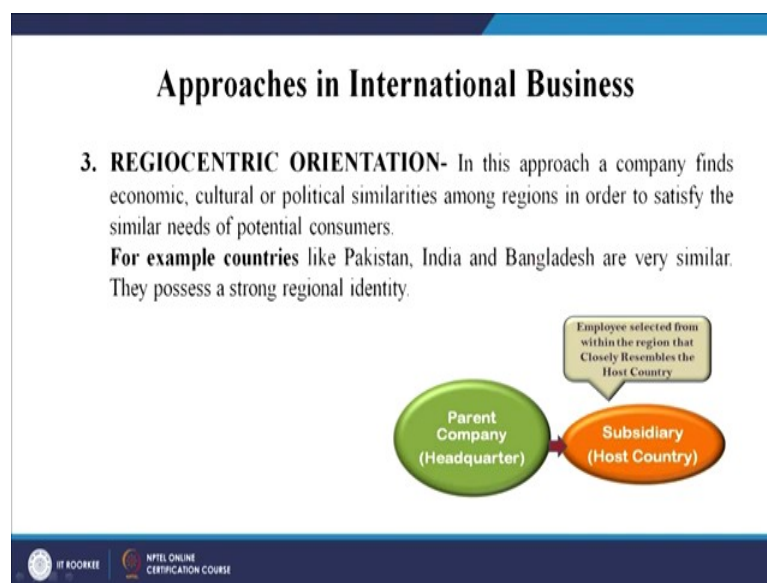 Approaches in International Business
3. REGIOCENTRIC ORIENTATION- In this approach a company finds
economic, cultural or political similarities among regions in order to satisfy the
similar needs of potential consumers.
For example countries like Pakistan, India and Bangladesh are very similar.
They possess a strong regional identity.
Employee selected from
within the region that
Closely Resembles the
Host Country
Parent
Company
(Headquarter)
Subsidiary
(Host Country)
IIT ROORKEE
NPTEL ONLINE
CERTIFICATION COURSE